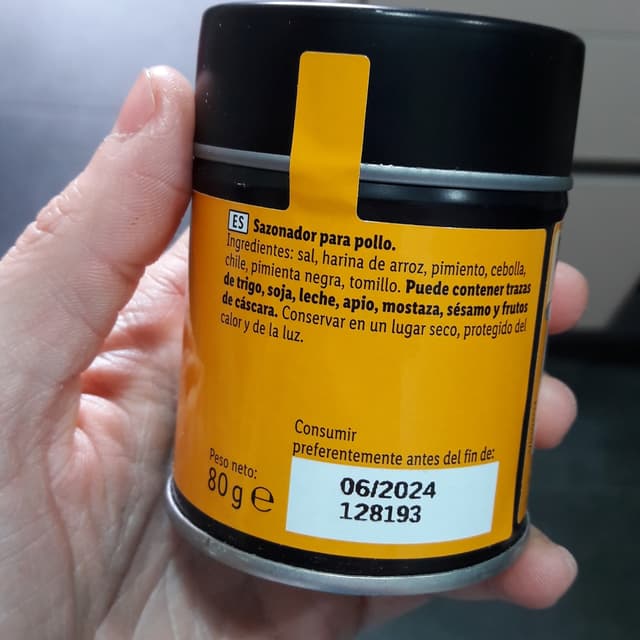 ES Sazonador para pollo.
Ingredientes: sal, harina de arroz, pimiento, cebolla,
chile, pimienta negra, tomillo. Puede contener trazas
de trigo, soja, leche, apio, mostaza, sésamo y frutos
de cáscara. Conservar en un lugar seco, protegido del
calor y de la luz.
Consumir
preferentemente antes del fin de:
Peso neto:
80 g ℮
06/2024
128193